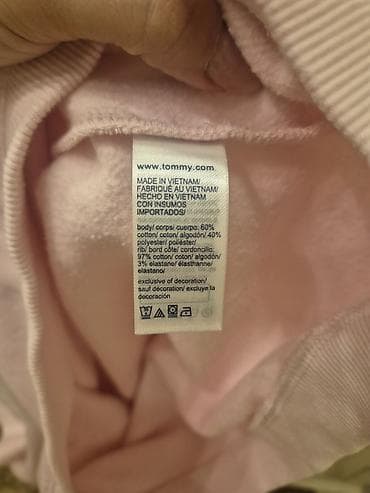 www.tommy.com
MADE IN VIETNAM/
FABRIQUÉ AU VIETNAM/
HECHO EN VIETNAM
CON INSUMOS
IMPORTADOS/
body/ corps/ cuerpo: 60%
cotton/ coton/ algodón/ 40%
polyester/ poliéster/
rib/ bord côte/ cordoncillo:
97% cotton/ coton/ algodón/
3% elastane/ élasthanne/
elastano/
exclusive of decoration/
sauf décoration/ excluye la
decoración